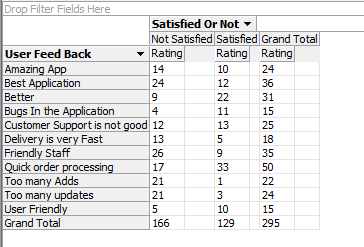 Drop Filter Fields Here
Satisfied Or Not
Not Satisfied Satisfied Grand Total
User Feed Back Rating Rating Rating
Amazing App 14 10 24
Best Application 24 12 36
Better 9 22 31
Bugs In the Application 4 11 15
Customer Support is not good 12 13 25
Delivery is very Fast 13 5 18
Friendly Staff 26 9 35
Quick order processing 17 33 50
Too many Adds 21 1 22
Too many updates 21 3 24
User Friendly 5 10 15
Grand Total 166 129 295